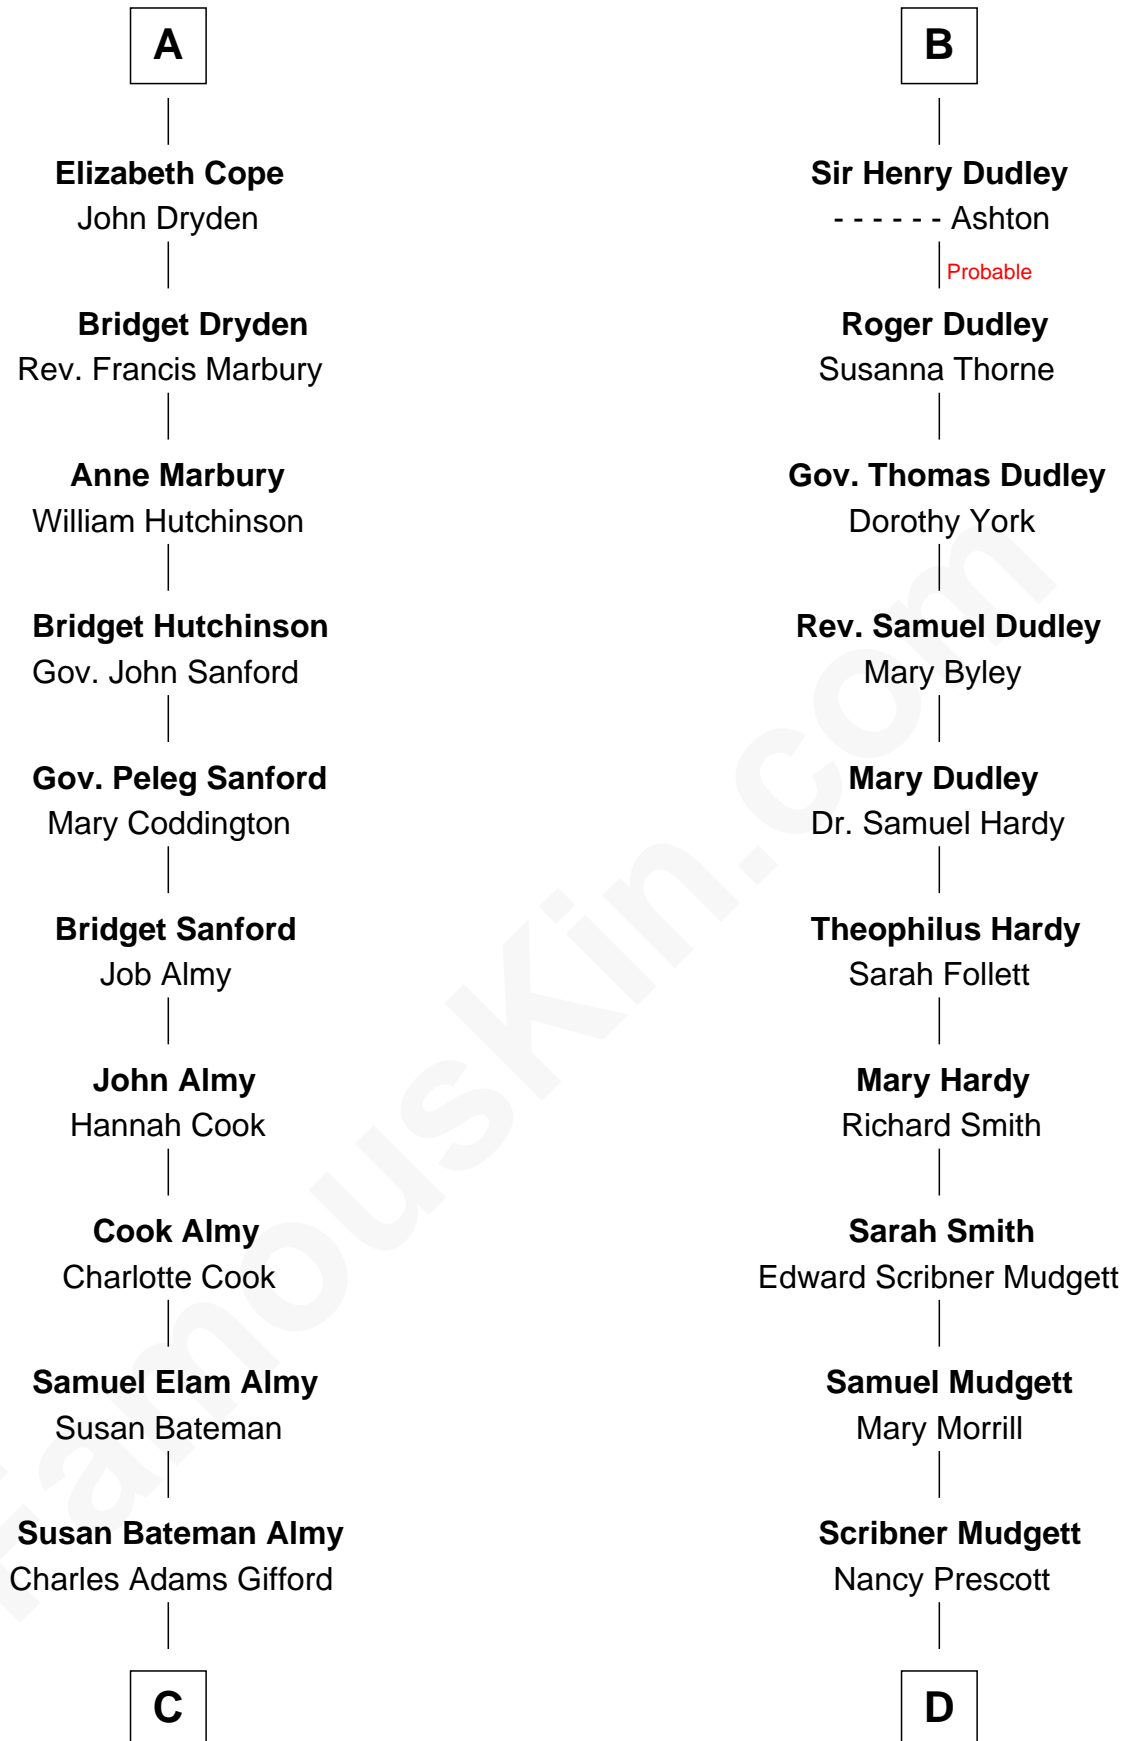 A
Elizabeth Cope
John Dryden
Bridget Dryden
Rev. Francis Marbury
Anne Marbury
William Hutchinson
Bridget Hutchinson
Gov. John Sanford
Gov. Peleg Sanford
Mary Coddington
Bridget Sanford
Job Almy
John Almy
Hannah Cook
Cook Almy
Charlotte Cook
Samuel Elam Almy
Susan Bateman
Susan Bateman Almy
Charles Adams Gifford
C
B
Sir Henry Dudley
- - - - - - Ashton
Probable
Roger Dudley
Susanna Thorne
Gov. Thomas Dudley
Dorothy York
Rev. Samuel Dudley
Mary Byley
Mary Dudley
Dr. Samuel Hardy
Theophilus Hardy
Sarah Follett
Mary Hardy
Richard Smith
Sarah Smith
Edward Scribner Mudgett
Samuel Mudgett
Mary Morrill
Scribner Mudgett
Nancy Prescott
D
FamousKin.com